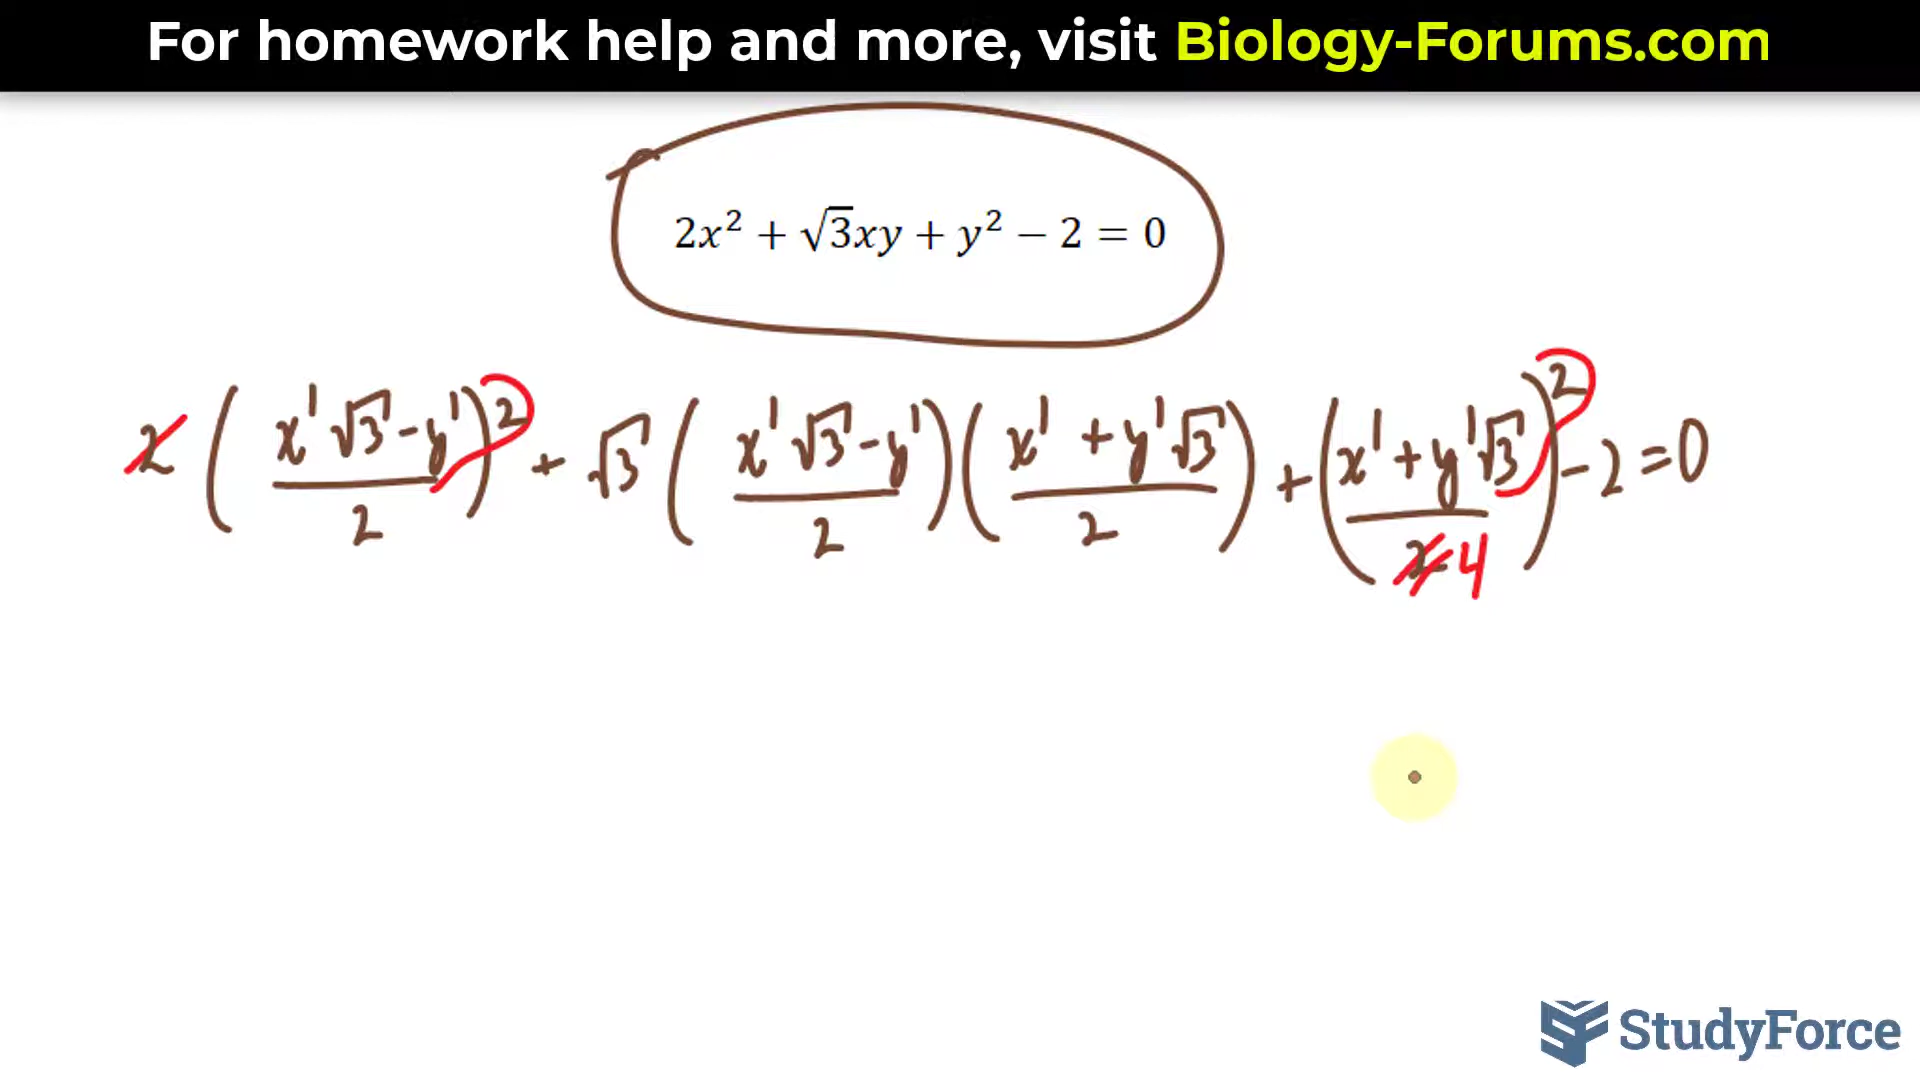 For homework help and more, visit Biology-Forums.com
2x² + √3xy + y² − 2 = 0
2((x'√3 - y')/2)² + √3((x'√3 - y')/2)((x' + y'√3)/2) + ((x' + y'√3)/2 4)² - 2 = 0
StudyForce